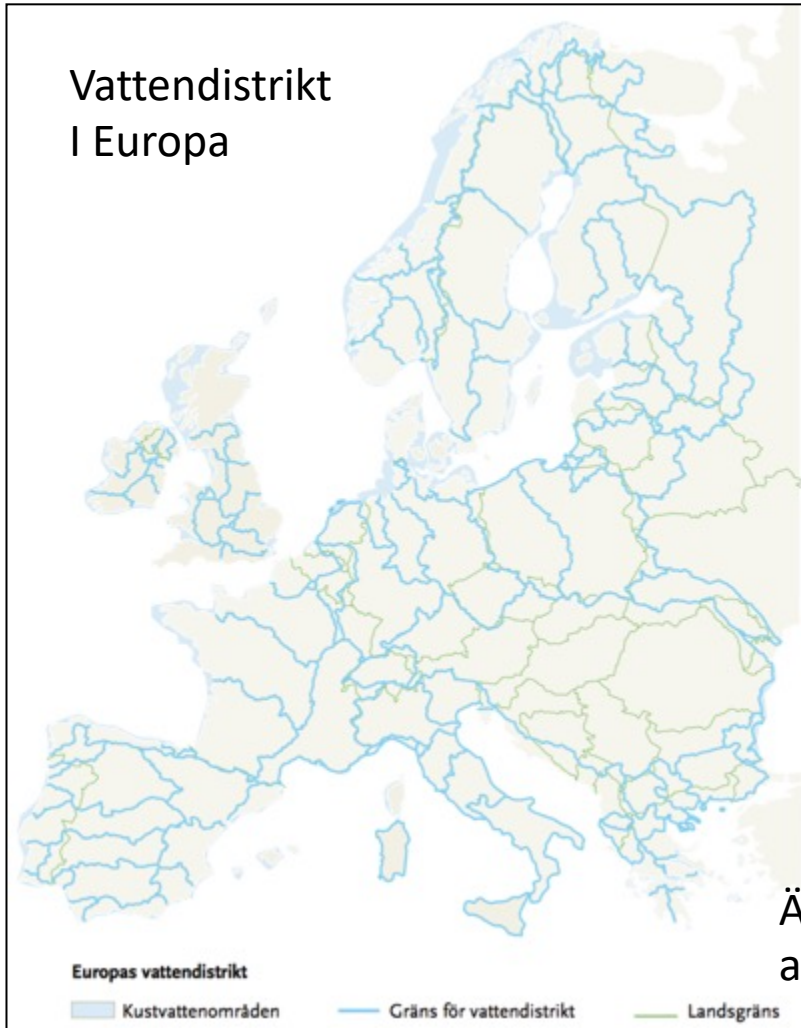 Vattendistrikt
I Europa
Ä
a
Europas vattendistrikt
Kustvattenområden
Gräns för vattendistrikt
Landsgräns